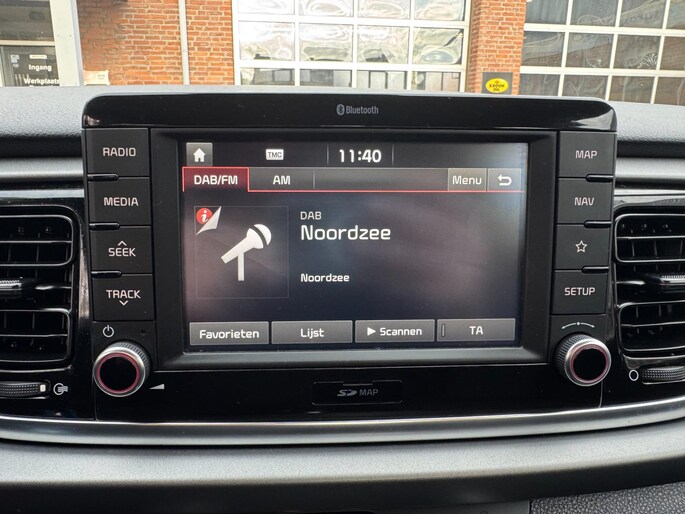 Ingang
Werkplaats
Bluetooth
RADIO
MEDIA
SEEK
TRACK
TMC
11:40
DAB/FM
AM
Menu
DAB
Noordzee
Noordzee
Favorieten
Lijst
Scannen
TA
MAP
NAV
SETUP
SD MAP